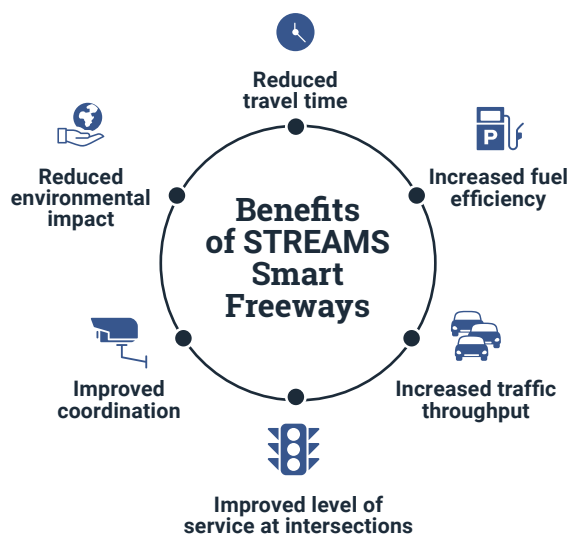 Reduced
travel time
Increased fuel
efficiency
Increased traffic
throughput
Improved level of
service at intersections
Improved
coordination
Reduced
environmental
impact
Benefits
of STREAMS
Smart
Freeways
P